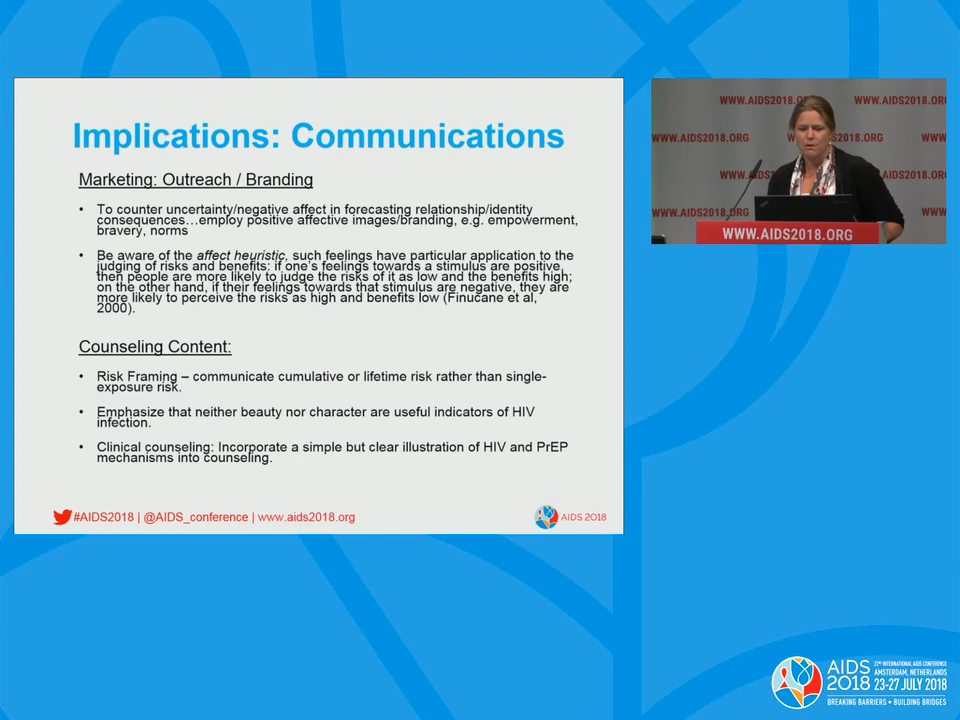 Implications: Communications
Marketing: Outreach / Branding
• To counter uncertainty/negative affect in forecasting relationship/identity
consequences…employ positive affective images/branding, e.g. empowerment,
bravery, norms
• Be aware of the affect heuristic, such feelings have particular application to the
judging of risks and benefits: if one's feelings towards a stimulus are positive,
then people are more likely to judge the risks of it as low and the benefits high;
on the other hand, if their feelings towards that stimulus are negative, they are
more likely to perceive the risks as high and benefits low (Finucane et al,
2000).
Counseling Content:
• Risk Framing – communicate cumulative or lifetime risk rather than single-
exposure risk.
• Emphasize that neither beauty nor character are useful indicators of HIV
infection.
• Clinical counseling: Incorporate a simple but clear illustration of HIV and PrEP
mechanisms into counseling.
#AIDS2018 | @AIDS_conference | www.aids2018.org
AIDS 2018
WWW.AIDS2018.ORG WWW.AIDS2018.OR
WWW.AIDS2018.ORG W.AIDS2018.ORG WWW.
WWW. AIDS2018.OR
WWW.AIDS2018.ORG WWW.
WWW.AIDS2018.ORG
AIDS
2018
22ND INTERNATIONAL AIDS CONFERENCE
AMSTERDAM, NETHERLANDS
23-27 JULY 2018
BREAKING BARRIERS • BUILDING BRIDGES